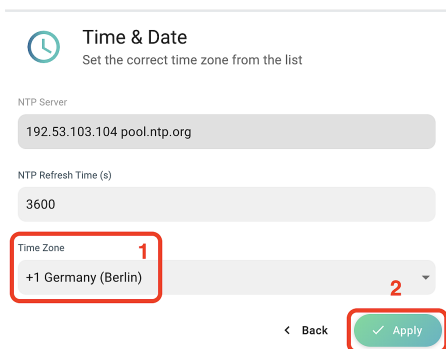 Time & Date
Set the correct time zone from the list
NTP Server
192.53.103.104 pool.ntp.org
NTP Refresh Time (s)
3600
Time Zone
1
+1 Germany (Berlin)
2
Back
Apply